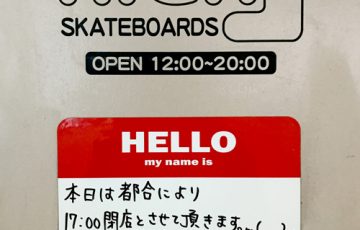 SKATEBOARDS
OPEN 12:00~20:00
HELLO
my name is
本日は都合により
17:00閉店とさせて頂きます。